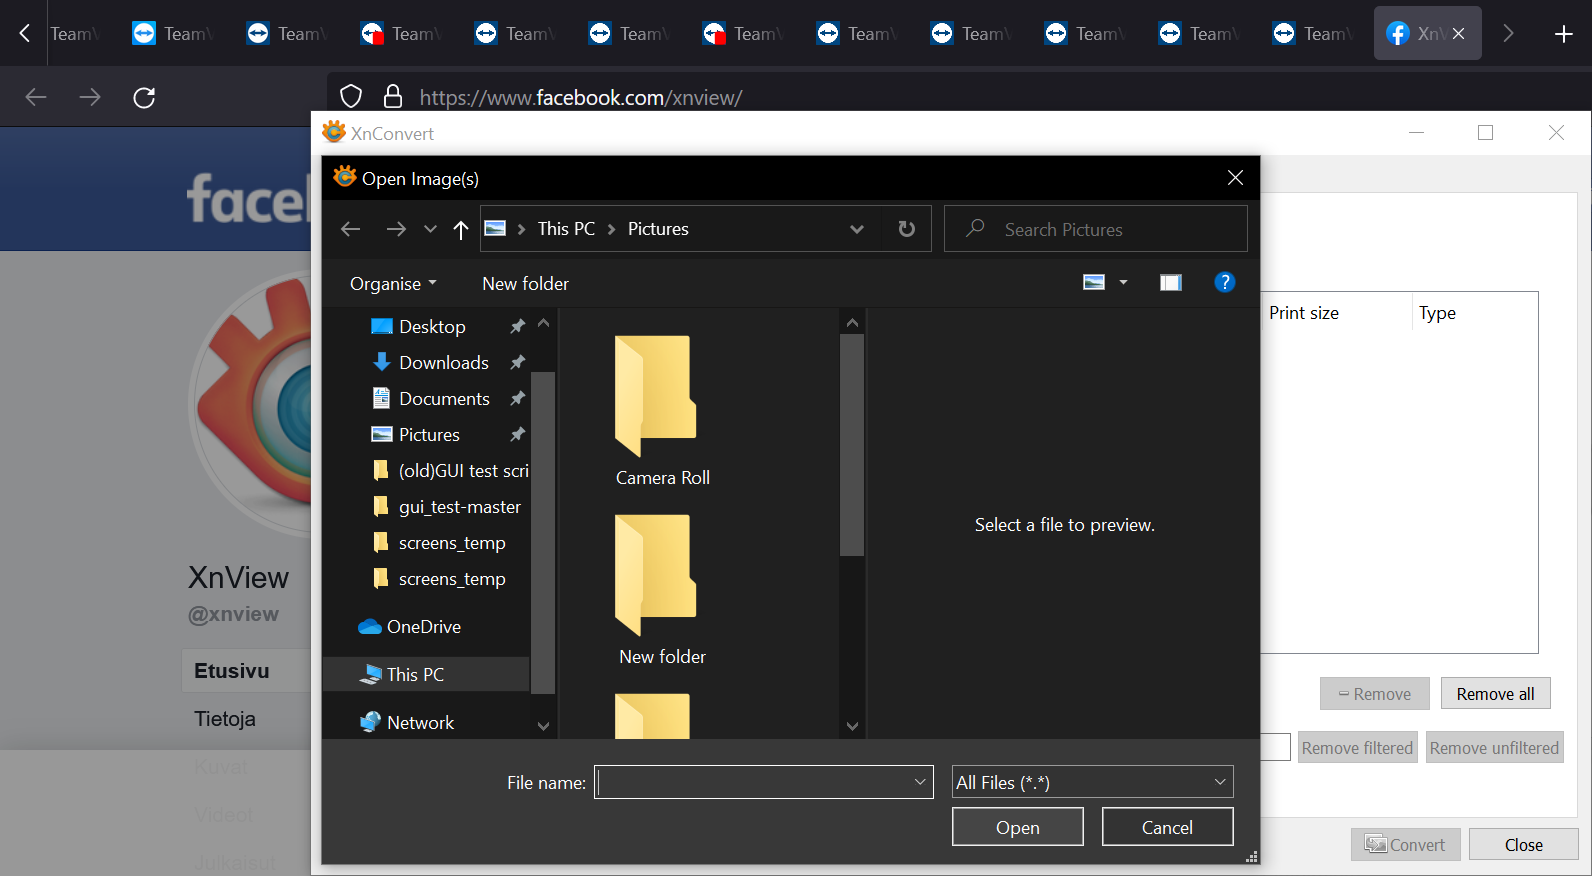 TeamV
TeamV
TeamV
TeamV
TeamV
TeamV
TeamV
TeamV
TeamV
TeamV
TeamV
TeamV
XnV
https://www.facebook.com/xnview/
XnConvert
Open Image(s)
This PC
Pictures
Search Pictures
Organise
New folder
Desktop
Downloads
Documents
Pictures
(old)GUI test scri
gui_test-master
screens_temp
screens_temp
OneDrive
This PC
Network
Camera Roll
New folder
Select a file to preview.
File name:
All Files (*.*)
Open
Cancel
Print size
Type
Remove
Remove all
Remove filtered
Remove unfiltered
Convert
Close
faceb
XnView
@xnview
Etusivu
Tietoja
Kuvat
Videot
Julkaisut